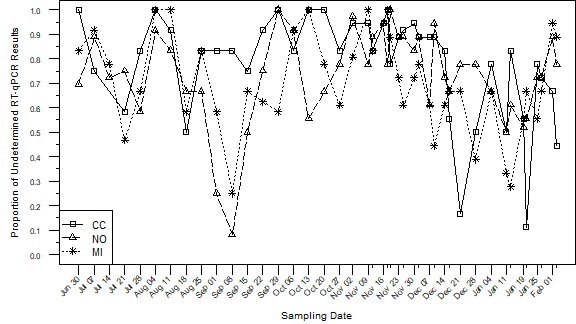 Proportion of Undetermined RT-qPCR Results
1.0
0.9
0.8
0.7
0.6
0.5
0.4
0.3
0.2
0.1
0.0
CC
NO
MI
Jun 30
Jul 07
Jul 14
Jul 21
Jul 28
Aug 04
Aug 11
Aug 18
Aug 25
Sep 01
Sep 08
Sep 15
Sep 22
Sep 29
Oct 06
Oct 13
Oct 20
Oct 27
Nov 02
Nov 09
Nov 16
Nov 23
Nov 30
Dec 07
Dec 14
Dec 21
Dec 28
Jan 04
Jan 11
Jan 19
Jan 25
Feb 01
Sampling Date